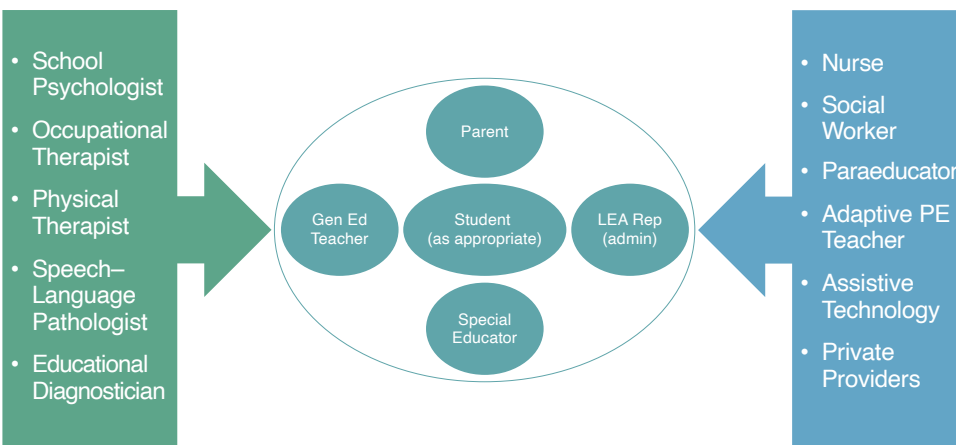 • School
Psychologist
• Occupational
Therapist
• Physical
Therapist
• Speech–
Language
Pathologist
• Educational
Diagnostician
Parent
Gen Ed
Teacher
Student
(as appropriate)
LEA Rep
(admin)
Special
Educator
• Nurse
• Social
Worker
• Paraeducator
• Adaptive PE
Teacher
• Assistive
Technology
• Private
Providers